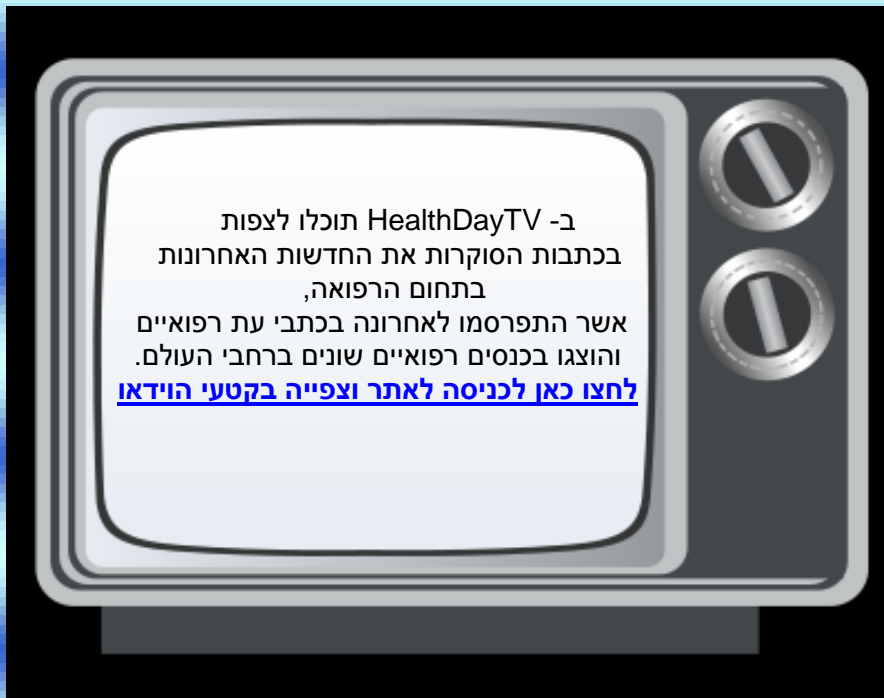 ב- HealthDayTV תוכלו לצפות
בכתבות הסוקרות את החדשות האחרונות
בתחום הרפואה,
אשר התפרסמו לאחרונה בכתבי עת רפואיים
והוצגו בכנסים רפואיים שונים ברחבי העולם.
לחצו כאן לכניסה לאתר וצפייה בקטעי הוידאו